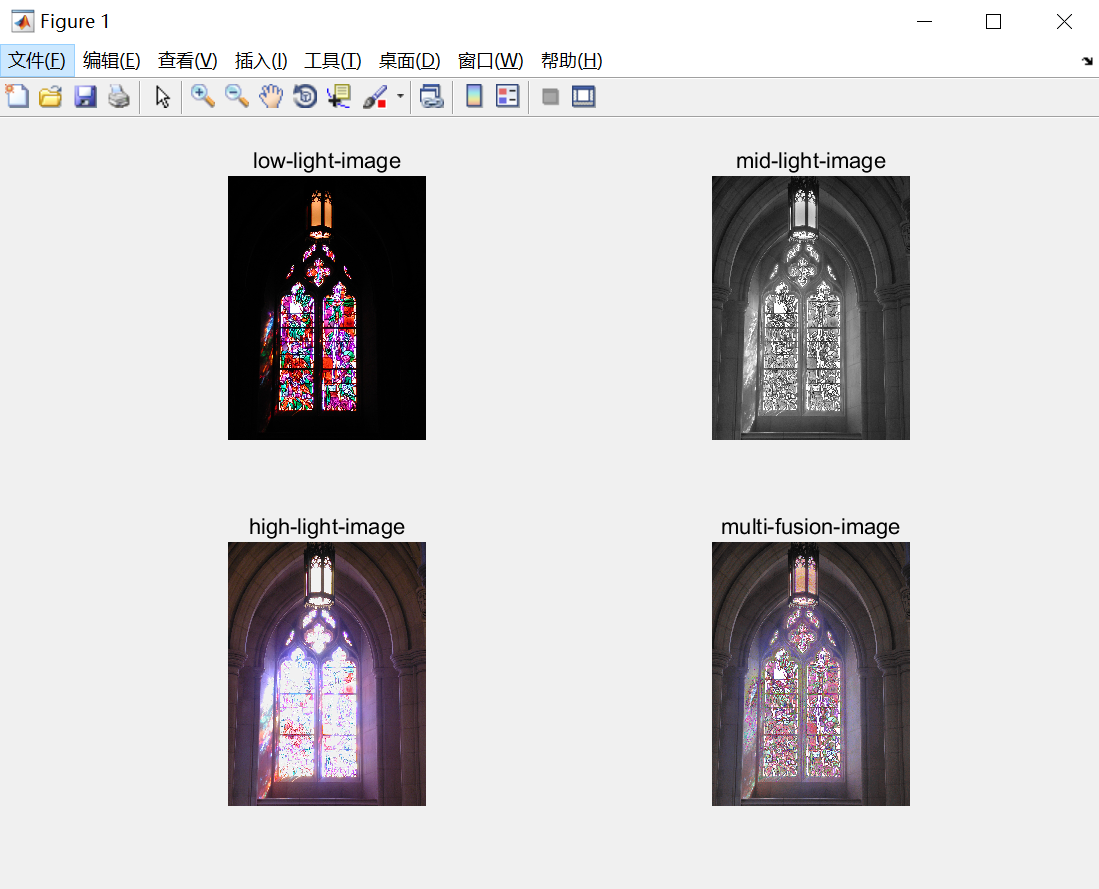 Figure 1
文件(F) 编辑(E) 查看(V) 插入(I) 工具(T) 桌面(D) 窗口(W) 帮助(H)
low-light-image mid-light-image
high-light-image multi-fusion-image